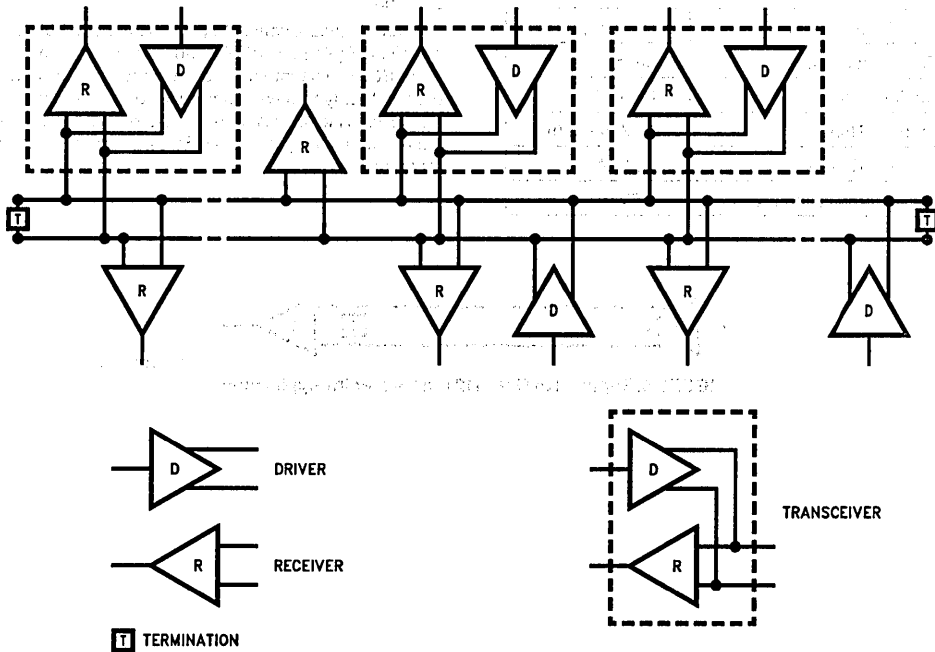 R D R D R D
R
T T
R R D R D
D DRIVER
R RECEIVER
T TERMINATION
D
R
TRANSCEIVER